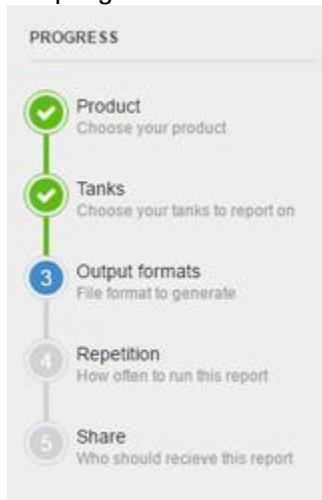 PROGRESS
Product
Choose your product
Tanks
Choose your tanks to report on
3
Output formats
File format to generate
4
Repetition
How often to run this report
5
Share
Who should recieve this report